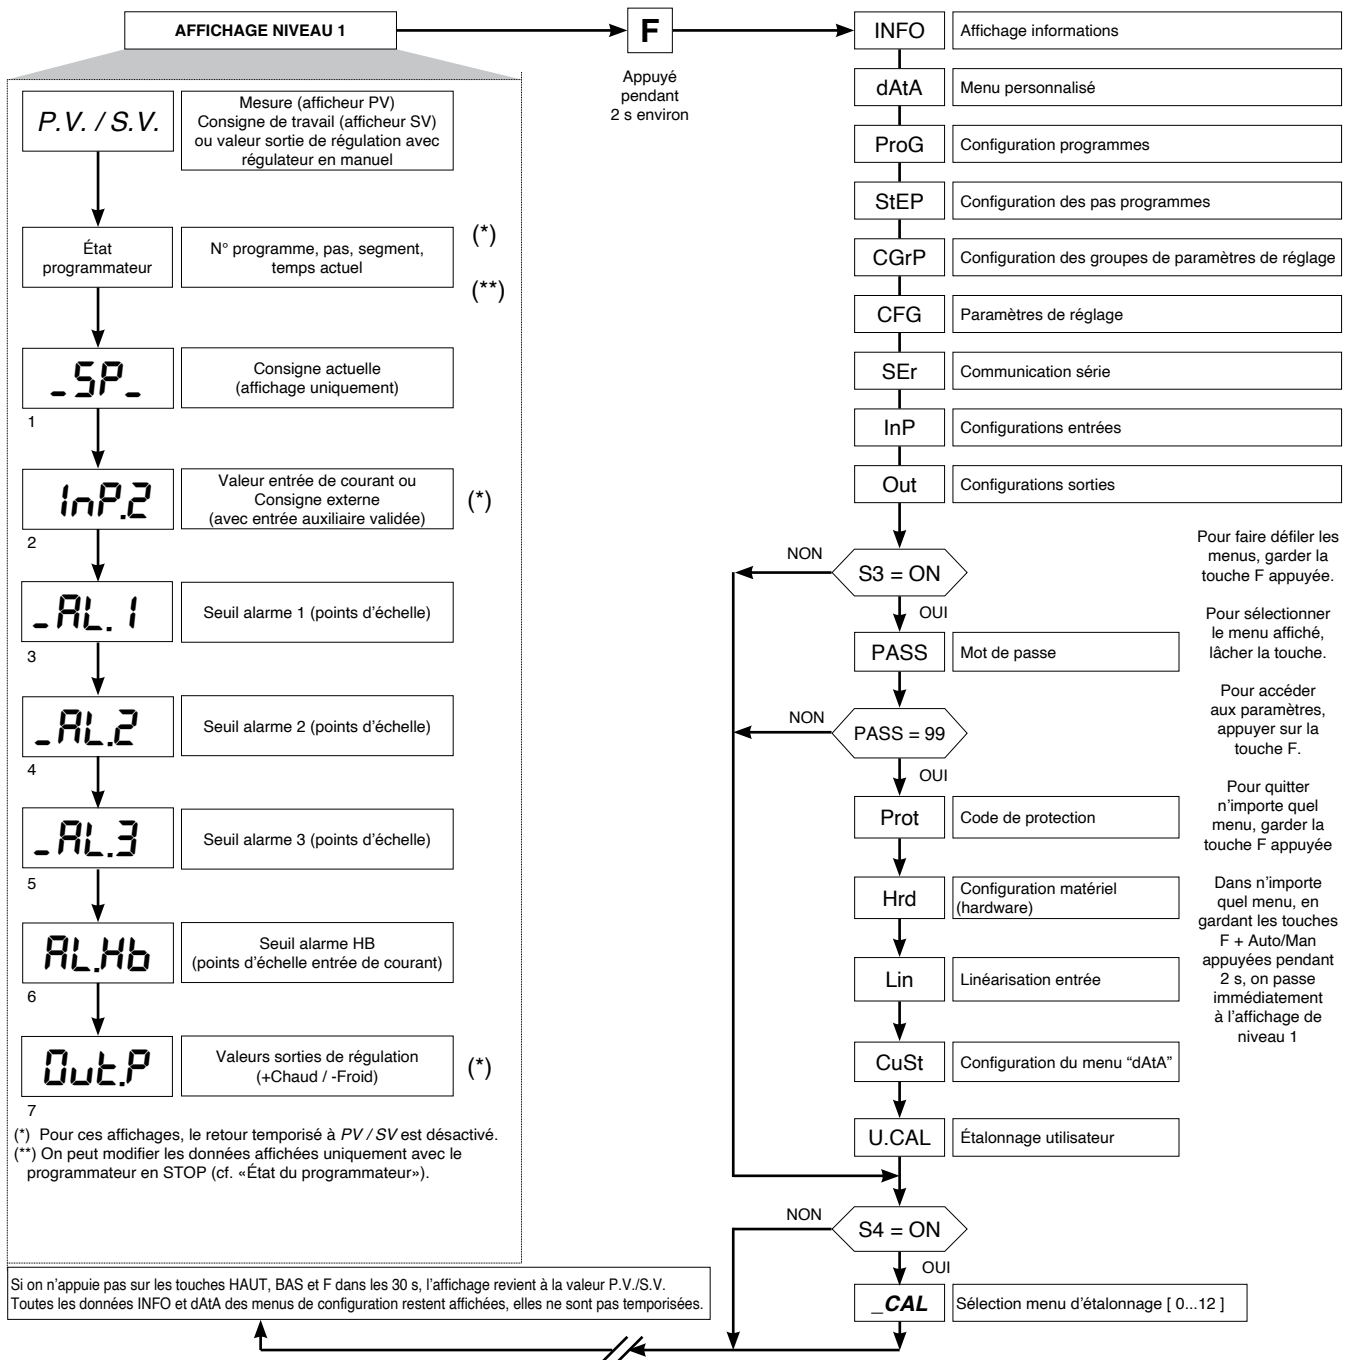 AFFICHAGE NIVEAU 1
F
Appuyé
pendant
2 s environ
P.V. / S.V.
Mesure (afficheur PV)
Consigne de travail (afficheur SV)
ou valeur sortie de régulation avec
régulateur en manuel
État
programmateur
N° programme, pas, segment,
temps actuel
(*)
(**)
_SP_
Consigne actuelle
(affichage uniquement)
1
InP.2
Valeur entrée de courant ou
Consigne externe
(avec entrée auxiliaire validée)
(*)
2
_AL. 1
Seuil alarme 1 (points d'échelle)
3
_AL.2
Seuil alarme 2 (points d'échelle)
4
_AL.3
Seuil alarme 3 (points d'échelle)
5
AL.Hb
Seuil alarme HB
(points d'échelle entrée de courant)
6
Out.P
Valeurs sorties de régulation
(+Chaud / -Froid)
(*)
7
(*) Pour ces affichages, le retour temporisé à PV / SV est désactivé.
(**) On peut modifier les données affichées uniquement avec le
programmateur en STOP (cf. «État du programmateur»).
Si on n'appuie pas sur les touches HAUT, BAS et F dans les 30 s, l'affichage revient à la valeur P.V./S.V.
Toutes les données INFO et dAtA des menus de configuration restent affichées, elles ne sont pas temporisées.
INFO
Affichage informations
dAtA
Menu personnalisé
ProG
Configuration programmes
StEP
Configuration des pas programmes
CGrP
Configuration des groupes de paramètres de réglage
CFG
Paramètres de réglage
SEr
Communication série
InP
Configurations entrées
Out
Configurations sorties
NON
S3 = ON
OUI
PASS
Mot de passe
NON
PASS = 99
OUI
Prot
Code de protection
Hrd
Configuration matériel
(hardware)
Lin
Linéarisation entrée
CuSt
Configuration du menu “dAtA”
U.CAL
Étalonnage utilisateur
NON
S4 = ON
OUI
_CAL
Sélection menu d'étalonnage [ 0...12 ]
Pour faire défiler les
menus, garder la
touche F appuyée.
Pour sélectionner
le menu affiché,
lâcher la touche.
Pour accéder
aux paramètres,
appuyer sur la
touche F.
Pour quitter
n'importe quel
menu, garder la
touche F appuyée
Dans n'importe
quel menu, en
gardant les touches
F + Auto/Man
appuyées pendant
2 s, on passe
immédiatement
à l'affichage de
niveau 1